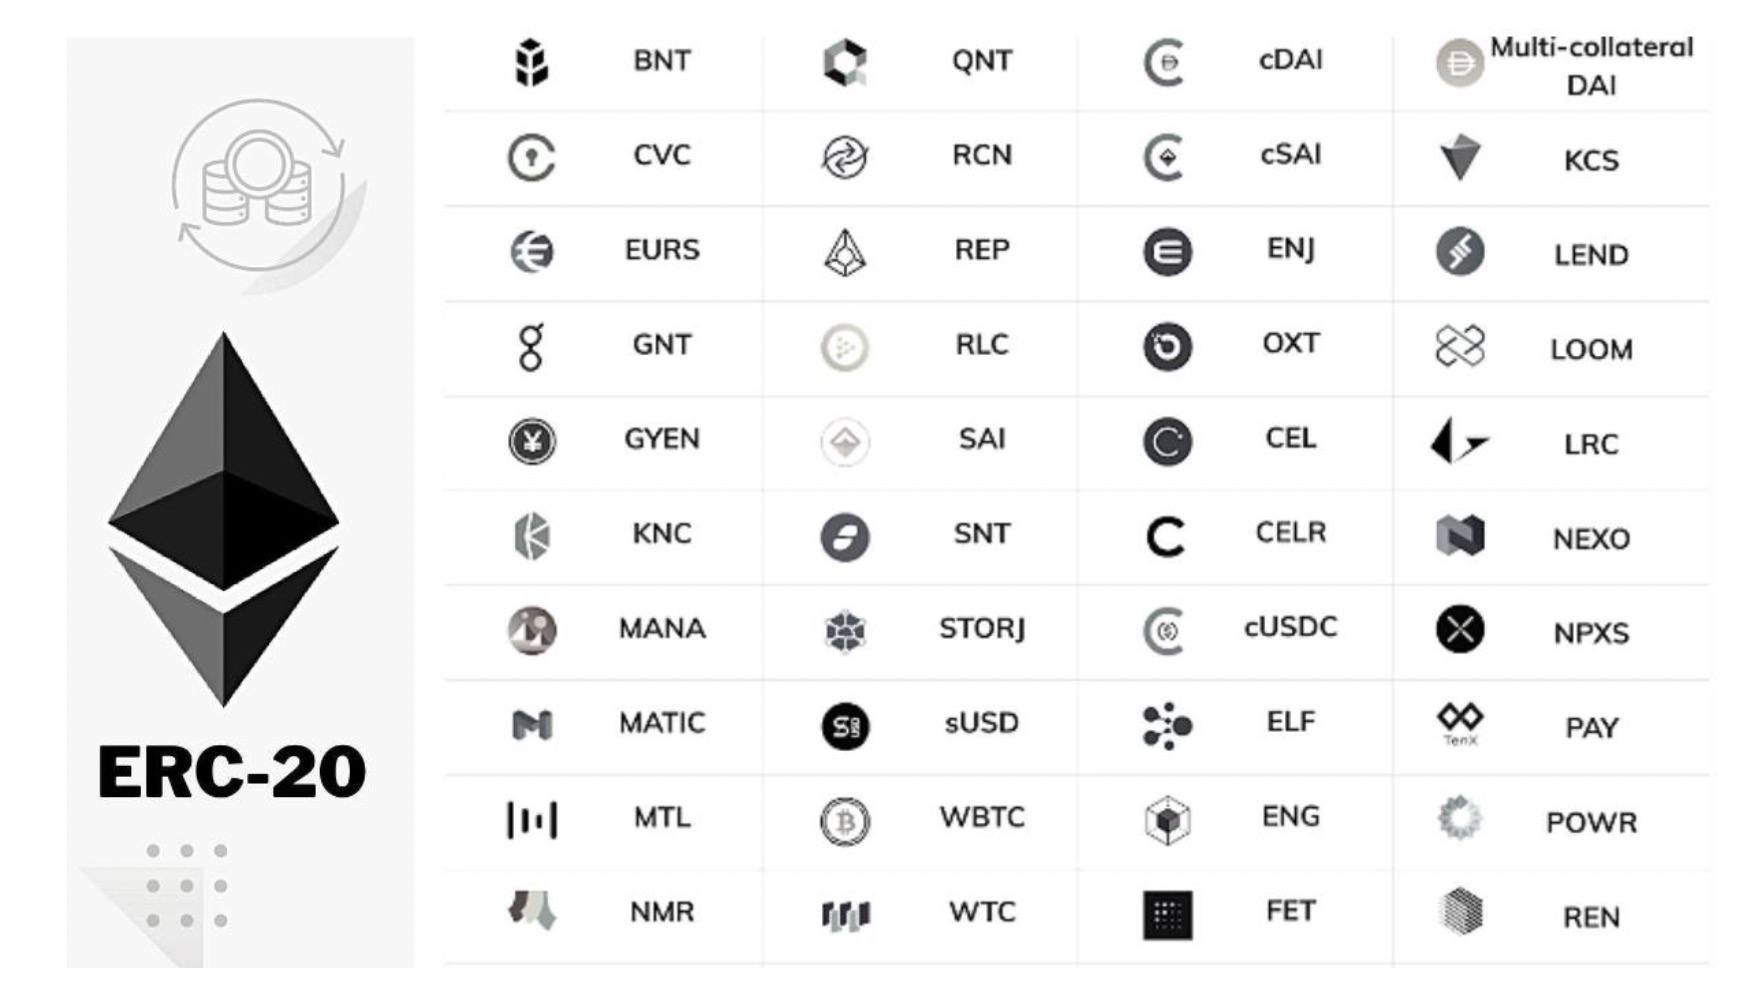 BNT QNT cDAI Multi-collateral
DAI
CVC RCN cSAI KCS
EURS REP ENJ LEND
GNT RLC OXT LOOM
GYEN SAI CEL LRC
KNC SNT CELR NEXO
MANA STORJ cUSDC NPXS
MATIC sUSD ELF PAY
TenX
ERC-20
MTL WBTC ENG POWR
NMR WTC FET REN